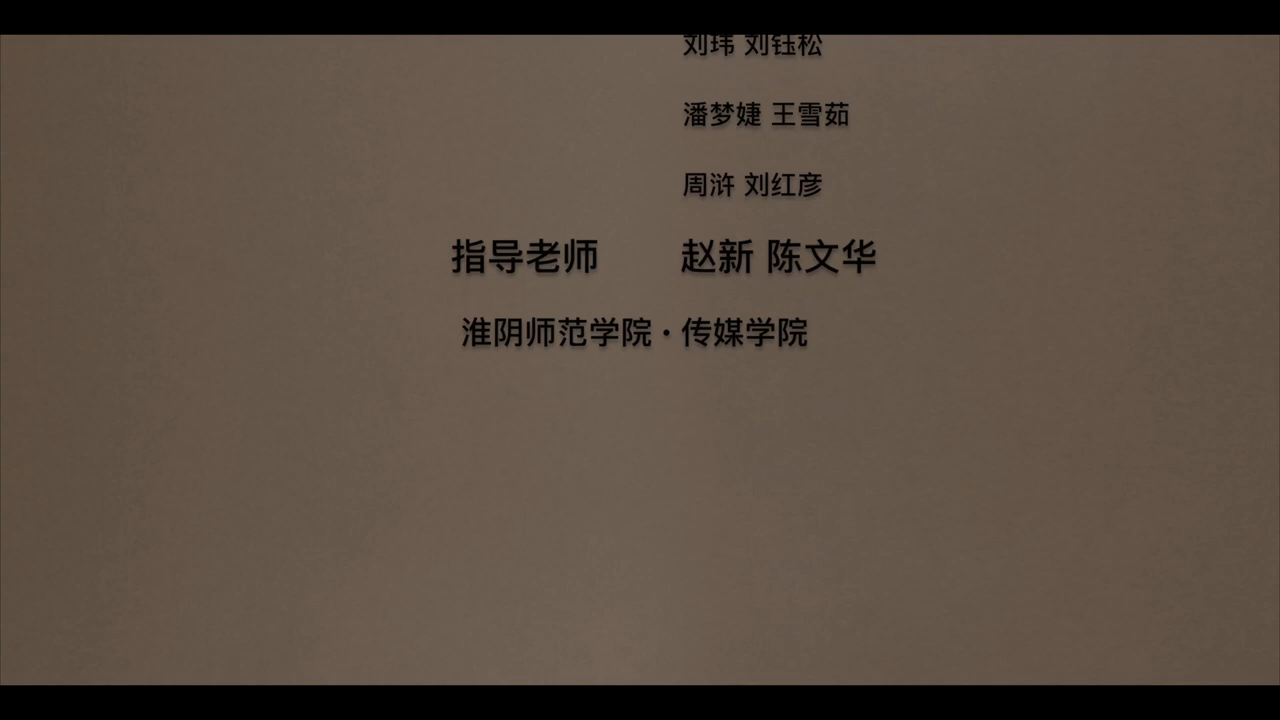 刘玮 刘钰松
潘梦婕 王雪茹
周浒 刘红彦
指导老师 赵新 陈文华
淮阴师范学院·传媒学院